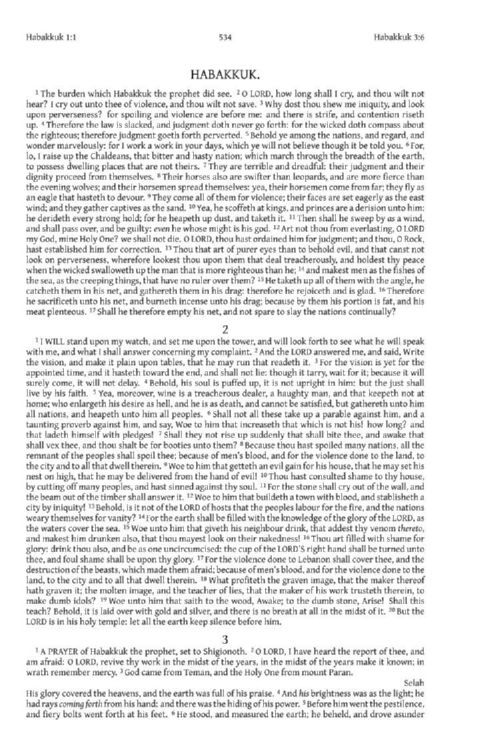 Habakkuk 1:1 534 Habakkuk 3:6
HABAKKUK.
1 The burden which Habakkuk the prophet did see. 2 O LORD, how long shall I cry, and thou wilt not
hear? I cry out unto thee of violence, and thou wilt not save. 3 Why dost thou shew me iniquity, and look
upon perverseness? for spoiling and violence are before me: and there is strife, and contention riseth
up. 4 Therefore the law is slacked, and judgment doth never go forth: for the wicked doth compass about
the righteous; therefore judgment goeth forth perverted. 5 Behold ye among the nations, and regard, and
wonder marvelously: for I work a work in your days, which ye will not believe though it be told you. 6 For,
lo, I raise up the Chaldeans, that bitter and hasty nation; which march through the breadth of the earth,
to possess dwelling places that are not theirs. 7 They are terrible and dreadful: their judgment and their
dignity proceed from themselves. 8 Their horses also are swifter than leopards, and are more fierce than
the evening wolves; and their horsemen spread themselves: yea, their horsemen come from far; they fly as
an eagle that hasteth to devour. 9 They come all of them for violence; their faces are set eagerly as the east
wind; and they gather captives as the sand. 10 Yea, he scoffeth at kings, and princes are a derision unto him:
he derideth every strong hold; for he heapeth up dust, and taketh it. 11 Then shall he sweep by as a wind,
and shall pass over, and be guilty: even he whose might is his god. 12 Art not thou from everlasting, O LORD
my God, mine Holy One? we shall not die. O LORD, thou hast ordained him for judgment; and thou, O Rock,
hast established him for correction. 13 Thou that art of purer eyes than to behold evil, and that canst not
look on perverseness, wherefore lookest thou upon them that deal treacherously, and holdest thy peace
when the wicked swalloweth up the man that is more righteous than he; 14 and makest men as the fishes of
the sea, as the creeping things, that have no ruler over them? 15 He taketh up all of them with the angle, he
catcheth them in his net, and gathereth them in his drag: therefore he rejoiceth and is glad. 16 Therefore
he sacrificeth unto his net, and burneth incense unto his drag; because by them his portion is fat, and his
meat plenteous. 17 Shall he therefore empty his net, and not spare to slay the nations continually?
2
1 I WILL stand upon my watch, and set me upon the tower, and will look forth to see what he will speak
with me, and what I shall answer concerning my complaint. 2 And the LORD answered me, and said, Write
the vision, and make it plain upon tables, that he may run that readeth it. 3 For the vision is yet for the
appointed time, and it hasteth toward the end, and shall not lie: though it tarry, wait for it; because it will
surely come, it will not delay. 4 Behold, his soul is puffed up, it is not upright in him: but the just shall
live by his faith. 5 Yea, moreover, wine is a treacherous dealer, a haughty man, and that keepeth not at
home; who enlargeth his desire as hell, and he is as death, and cannot be satisfied, but gathereth unto him
all nations, and heapeth unto him all peoples. 6 Shall not all these take up a parable against him, and a
taunting proverb against him, and say, Woe to him that increaseth that which is not his! how long? and
that ladeth himself with pledges! 7 Shall they not rise up suddenly that shall bite thee, and awake that
shall vex thee, and thou shalt be for booties unto them? 8 Because thou hast spoiled many nations, all the
remnant of the peoples shall spoil thee; because of men's blood, and for the violence done to the land, to
the city and to all that dwell therein. 9 Woe to him that getteth an evil gain for his house, that he may set his
nest on high, that he may be delivered from the hand of evil! 10 Thou hast consulted shame to thy house,
by cutting off many peoples, and hast sinned against thy soul. 11 For the stone shall cry out of the wall, and
the beam out of the timber shall answer it. 12 Woe to him that buildeth a town with blood, and stablisheth a
city by iniquity! 13 Behold, is it not of the LORD of hosts that the peoples labour for the fire, and the nations
weary themselves for vanity? 14 For the earth shall be filled with the knowledge of the glory of the LORD, as
the waters cover the sea. 15 Woe unto him that giveth his neighbour drink, that addest thy venom thereto,
and makest him drunken also, that thou mayest look on their nakedness! 16 Thou art filled with shame for
glory: drink thou also, and be as one uncircumcised: the cup of the LORD'S right hand shall be turned unto
thee, and foul shame shall be upon thy glory. 17 For the violence done to Lebanon shall cover thee, and the
destruction of the beasts, which made them afraid; because of men's blood, and for the violence done to the
land, to the city and to all that dwell therein. 18 What profiteth the graven image, that the maker thereof
hath graven it; the molten image, and the teacher of lies, that the maker of his work trusteth therein, to
make dumb idols? 19 Woe unto him that saith to the wood, Awake; to the dumb stone, Arise! Shall this
teach? Behold, it is laid over with gold and silver, and there is no breath at all in the midst of it. 20 But the
LORD is in his holy temple: let all the earth keep silence before him.
3
1 A PRAYER of Habakkuk the prophet, set to Shigionoth. 2 O LORD, I have heard the report of thee, and
am afraid: O LORD, revive thy work in the midst of the years, in the midst of the years make it known; in
wrath remember mercy. 3 God came from Teman, and the Holy One from mount Paran.
Selah
His glory covered the heavens, and the earth was full of his praise. 4 And his brightness was as the light; he
had rays coming forth from his hand: and there was the hiding of his power. 5 Before him went the pestilence,
and fiery bolts went forth at his feet. 6 He stood, and measured the earth; he beheld, and drove asunder